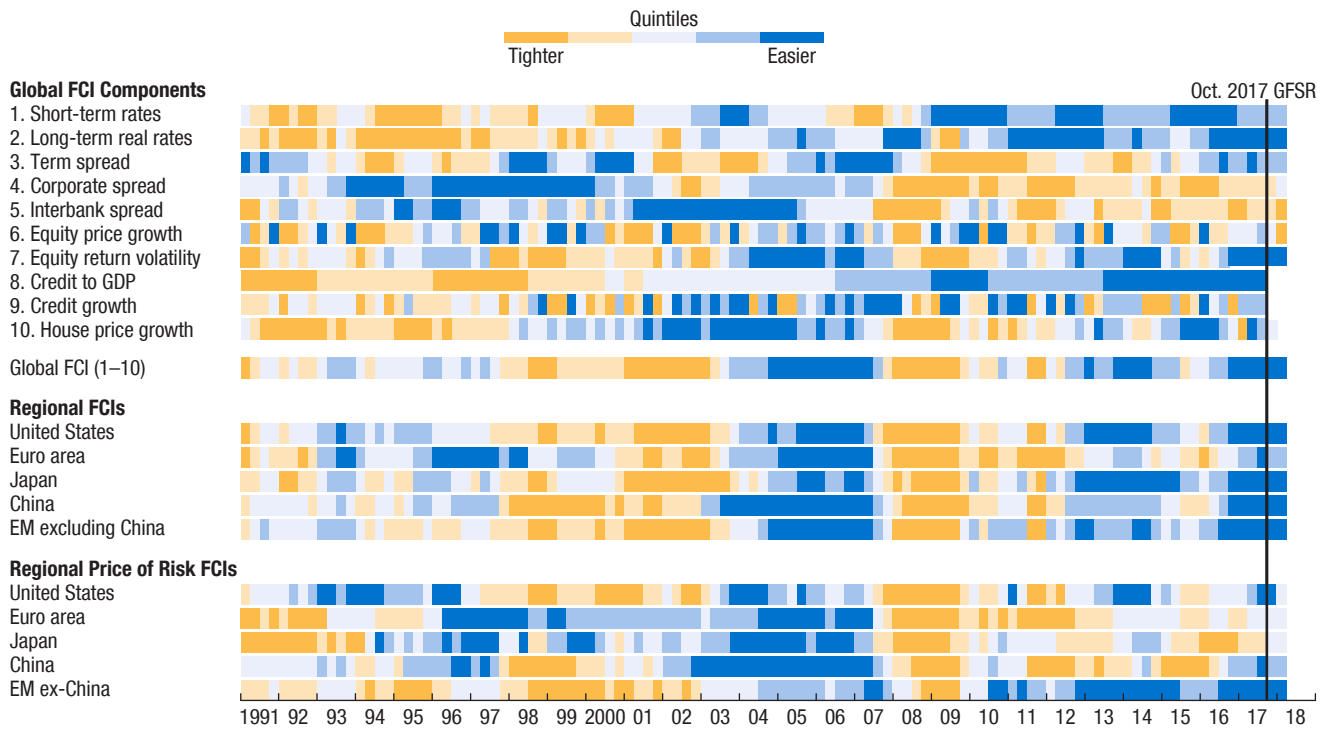 Quintiles
Tighter Easier
Global FCI Components
Oct. 2017 GFSR
1. Short-term rates
2. Long-term real rates
3. Term spread
4. Corporate spread
5. Interbank spread
6. Equity price growth
7. Equity return volatility
8. Credit to GDP
9. Credit growth
10. House price growth
Global FCI (1–10)
Regional FCIs
United States
Euro area
Japan
China
EM excluding China
Regional Price of Risk FCIs
United States
Euro area
Japan
China
EM ex-China
1991 92 93 94 95 96 97 98 99 2000 01 02 03 04 05 06 07 08 09 10 11 12 13 14 15 16 17 18